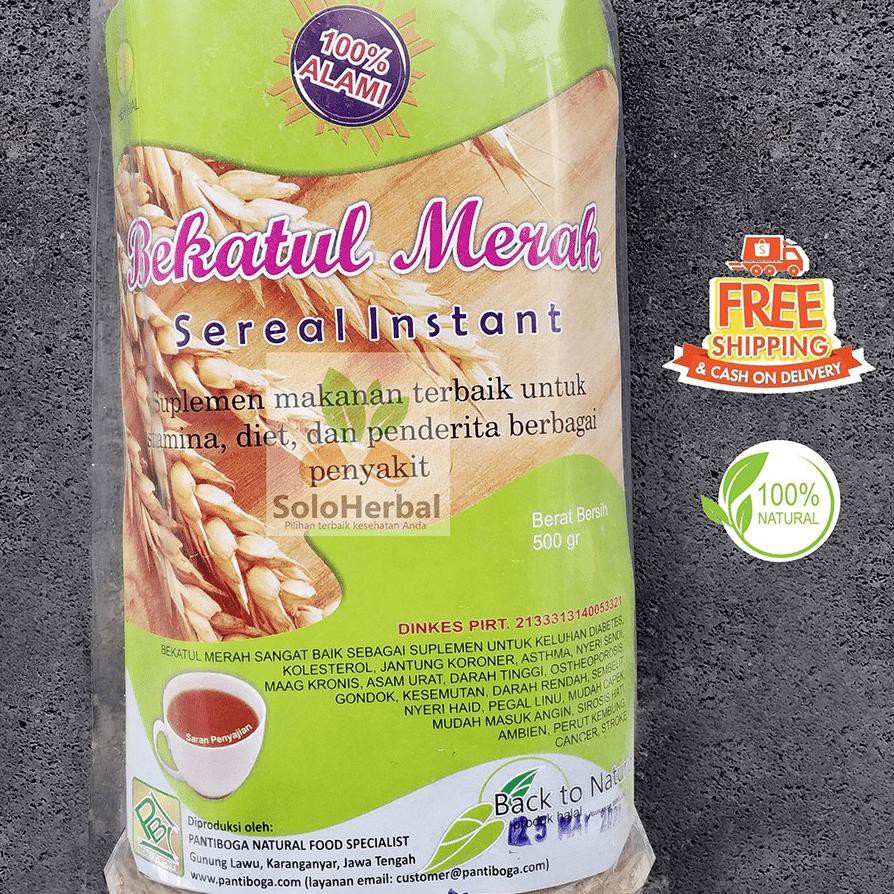 100%
ALAMI
Bekatul Merah
Sereal Instant
Suplemen makanan terbaik untuk
stamina, diet, dan penderita berbagai
penyakit
SoloHerbal
Pilihan terbaik kesehatan Anda
Berat Bersih
500 gr
DINKES PIRT. 2133313140053321
BEKATUL MERAH SANGAT BAIK SEBAGAI SUPLEMEN UNTUK KELUHAN DIABETES,
KOLESTEROL, JANTUNG KORONER, ASTHMA, NYERI SENDI,
MAAG KRONIS, ASAM URAT, DARAH TINGGI, OSTHEOPOROSIS,
GONDOK, KESEMUTAN, DARAH RENDAH, SEMBELIT,
NYERI HAID, PEGAL LINU, MUDAH CAPEK,
MUDAH MASUK ANGIN, SIROSIS HATI,
AMBIEN, PERUT KEMBUNG,
CANCER, STROKE
Saran Penyajian
Back to Nature
produk halal
25 MAY
Diproduksi oleh:
PANTIBOGA NATURAL FOOD SPECIALIST
Gunung Lawu, Karanganyar, Jawa Tengah
www.pantiboga.com (layanan email: customer@pantiboga.com)
FREE
SHIPPING
& CASH ON DELIVERY
100%
NATURAL